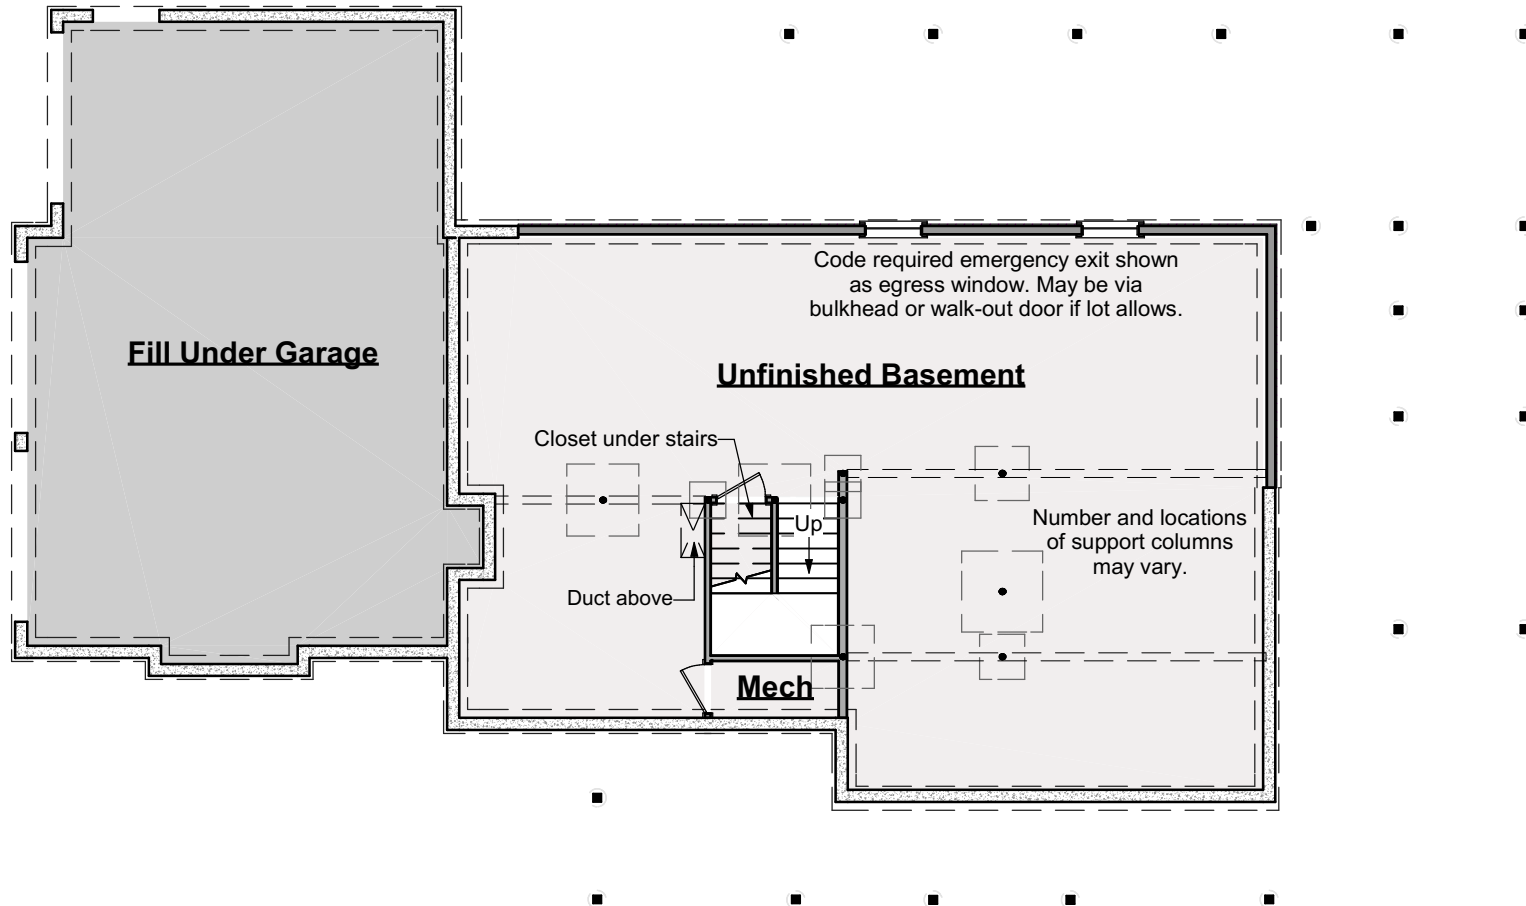 Code required emergency exit shown
as egress window. May be via
bulkhead or walk-out door if lot allows.
Fill Under Garage
Unfinished Basement
Closet under stairs
Up
Number and locations
of support columns
may vary.
Duct above
Mech